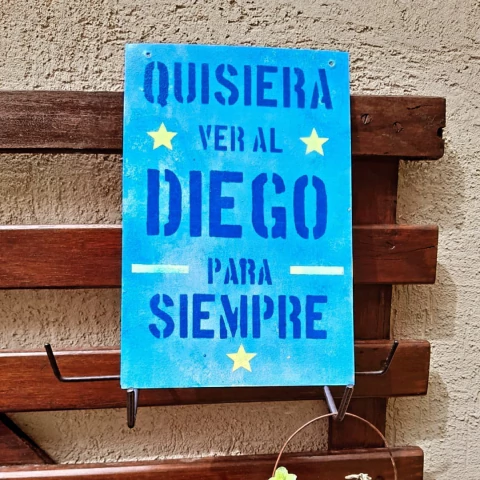 QUISIERA
VER AL
DIEGO
PARA
SIEMPRE